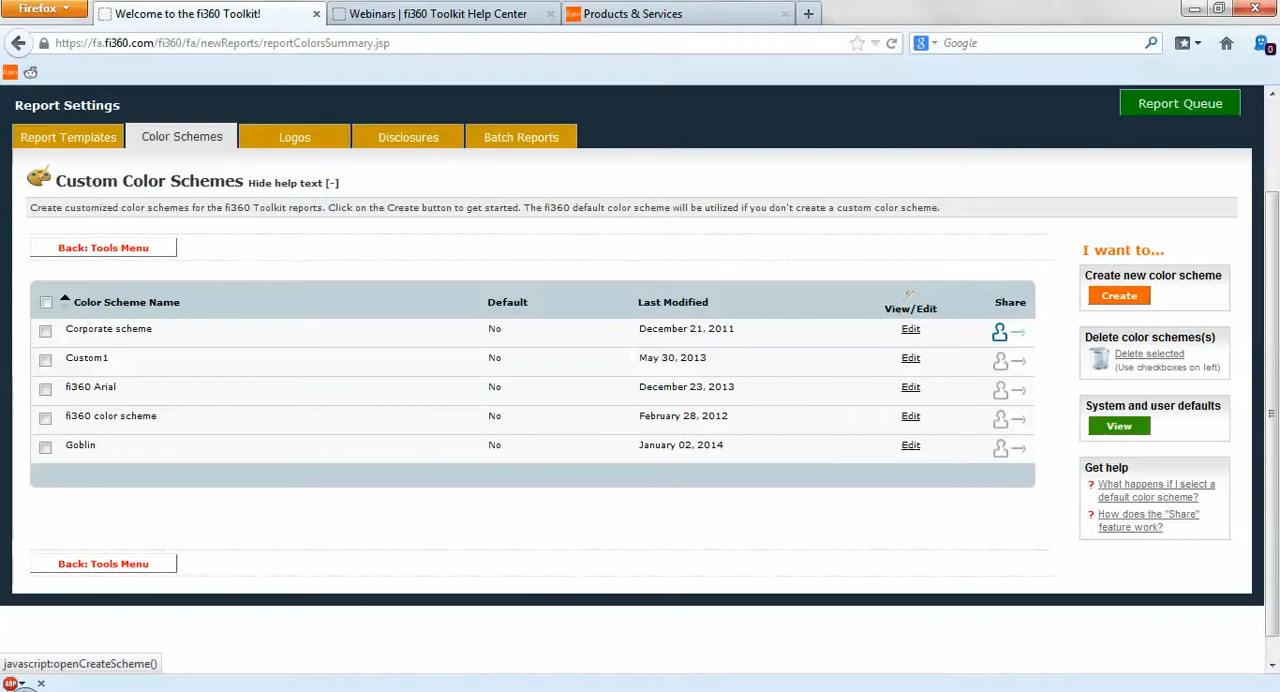 Firefox
Welcome to the fi360 Toolkit!
Webinars | fi360 Toolkit Help Center
fi360 Products & Services
https://fa.fi360.com/fi360/fa/newReports/reportColorsSummary.jsp
Google
0
Report Settings
Report Queue
Report Templates
Color Schemes
Logos
Disclosures
Batch Reports
Custom Color Schemes Hide help text [-]
Create customized color schemes for the fi360 Toolkit reports. Click on the Create button to get started. The fi360 default color scheme will be utilized if you don't create a custom color scheme.
Back: Tools Menu
I want to...
Create new color scheme
Create
Color Scheme Name Default Last Modified View/Edit Share
Corporate scheme No December 21, 2011 Edit
Custom1 No May 30, 2013 Edit
fi360 Arial No December 23, 2013 Edit
fi360 color scheme No February 28, 2012 Edit
Goblin No January 02, 2014 Edit
Delete color schemes(s)
Delete selected
(Use checkboxes on left)
System and user defaults
View
Get help
? What happens if I select a
default color scheme?
? How does the "Share"
feature work?
Back: Tools Menu
javascript:openCreateScheme()
ABP